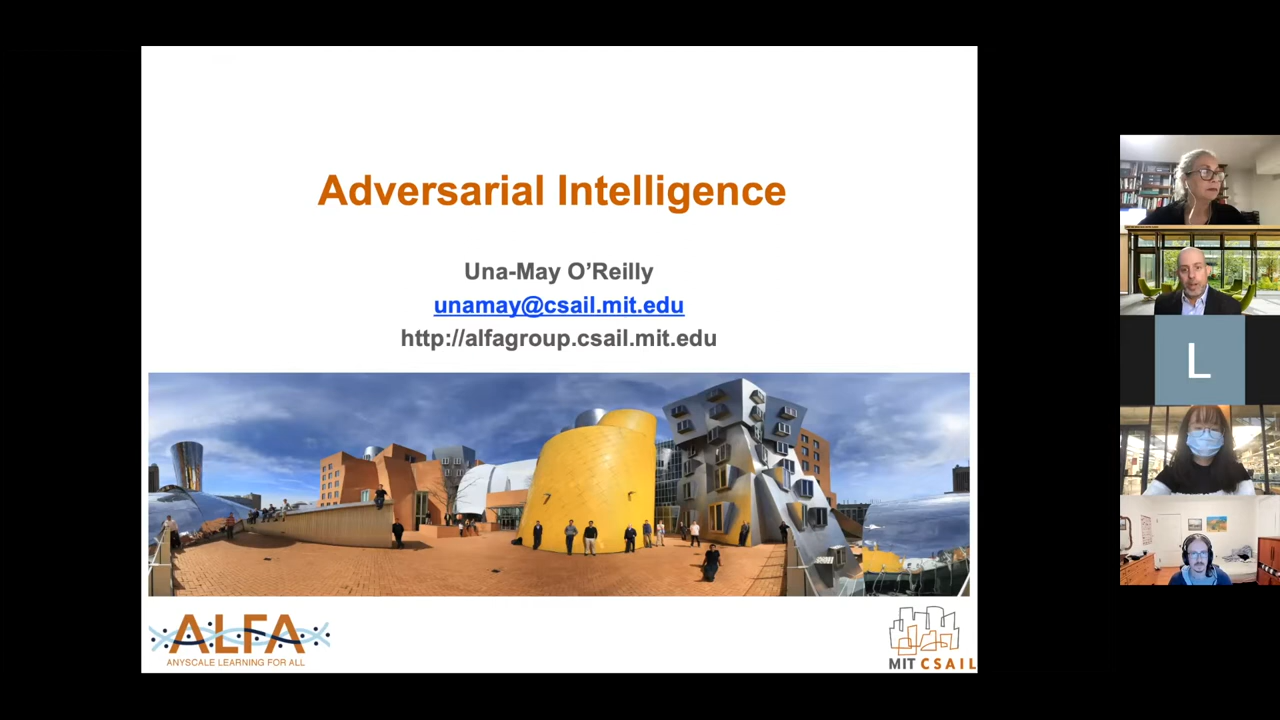 Adversarial Intelligence
Una-May O'Reilly
unamay@csail.mit.edu
http://alfagroup.csail.mit.edu
ALFA
ANYSCALE LEARNING FOR ALL
MIT CSAIL
L